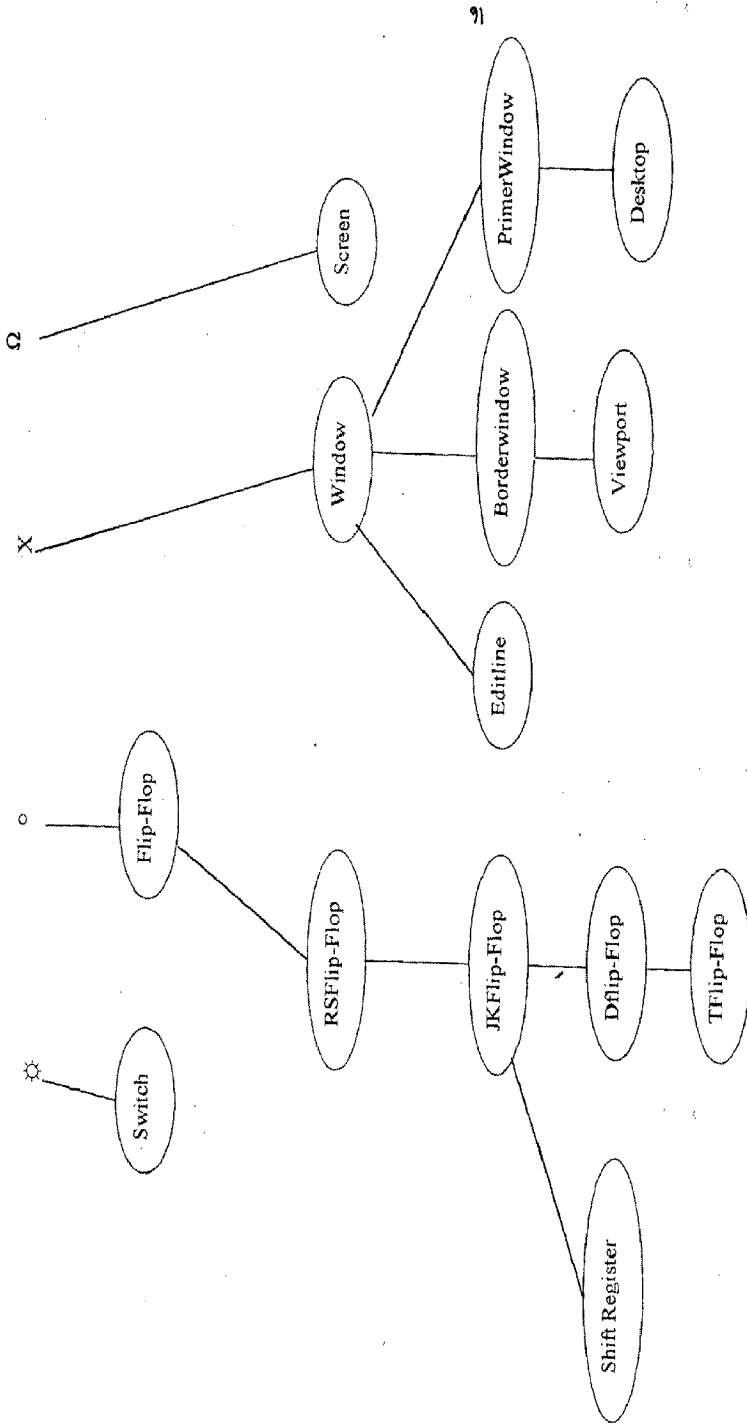 ☼
○
X
Ω
Switch
Flip-Flop
RSFlip-Flop
Window
Screen
JKFlip-Flop
Editline
Borderwindow
PrimerWindow
Shift Register
Dflip-Flop
Viewport
Desktop
TFlip-Flop
16